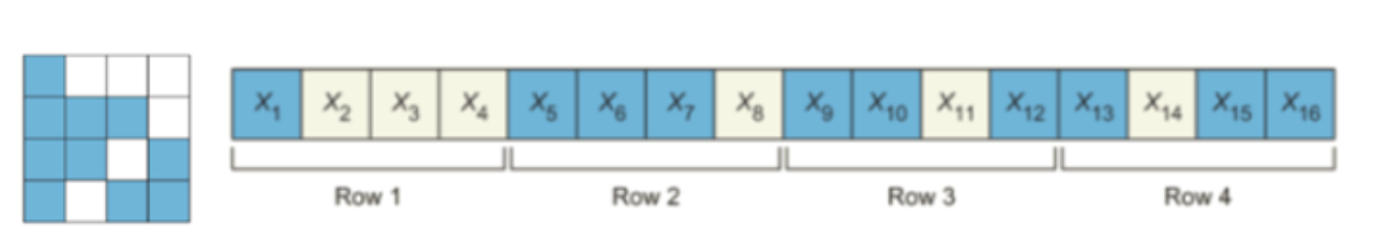 X₁ X₂ X₃ X₄ X₅ X₆ X₇ X₈ X₉ X₁₀ X₁₁ X₁₂ X₁₃ X₁₄ X₁₅ X₁₆
Row 1 Row 2 Row 3 Row 4